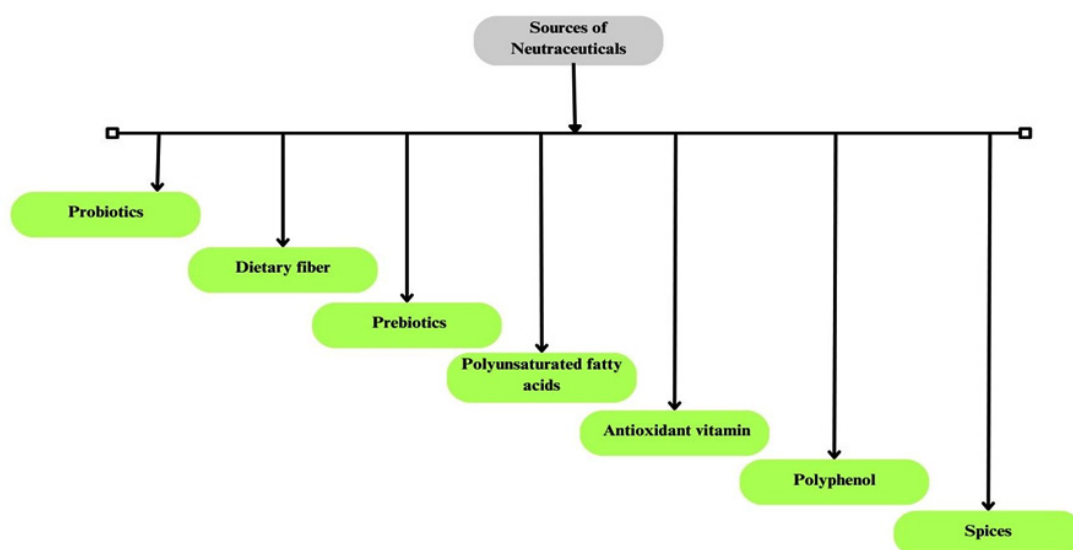 Sources of
Neutraceuticals
Probiotics
Dietary fiber
Prebiotics
Polyunsaturated fatty
acids
Antioxidant vitamin
Polyphenol
Spices